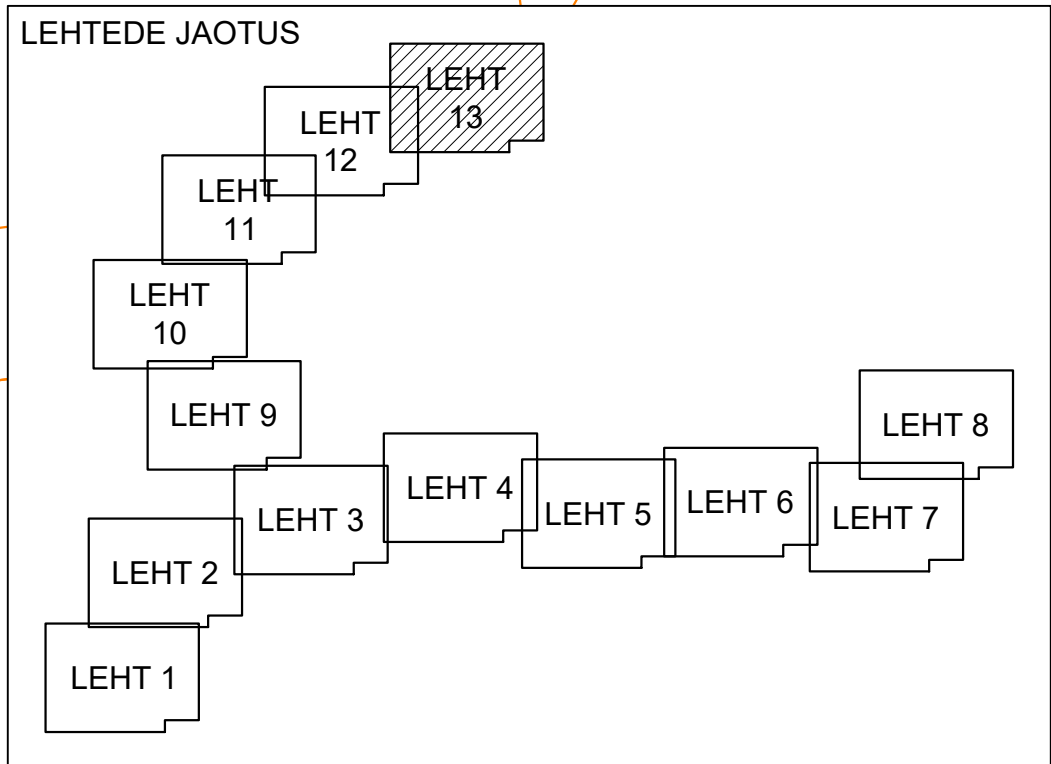 LEHTEDE JAOTUS
LEHT
13
LEHT
12
LEHT
11
LEHT
10
LEHT 9
LEHT 8
LEHT 4
LEHT 6
LEHT 5
LEHT 7
LEHT 3
LEHT 2
LEHT 1